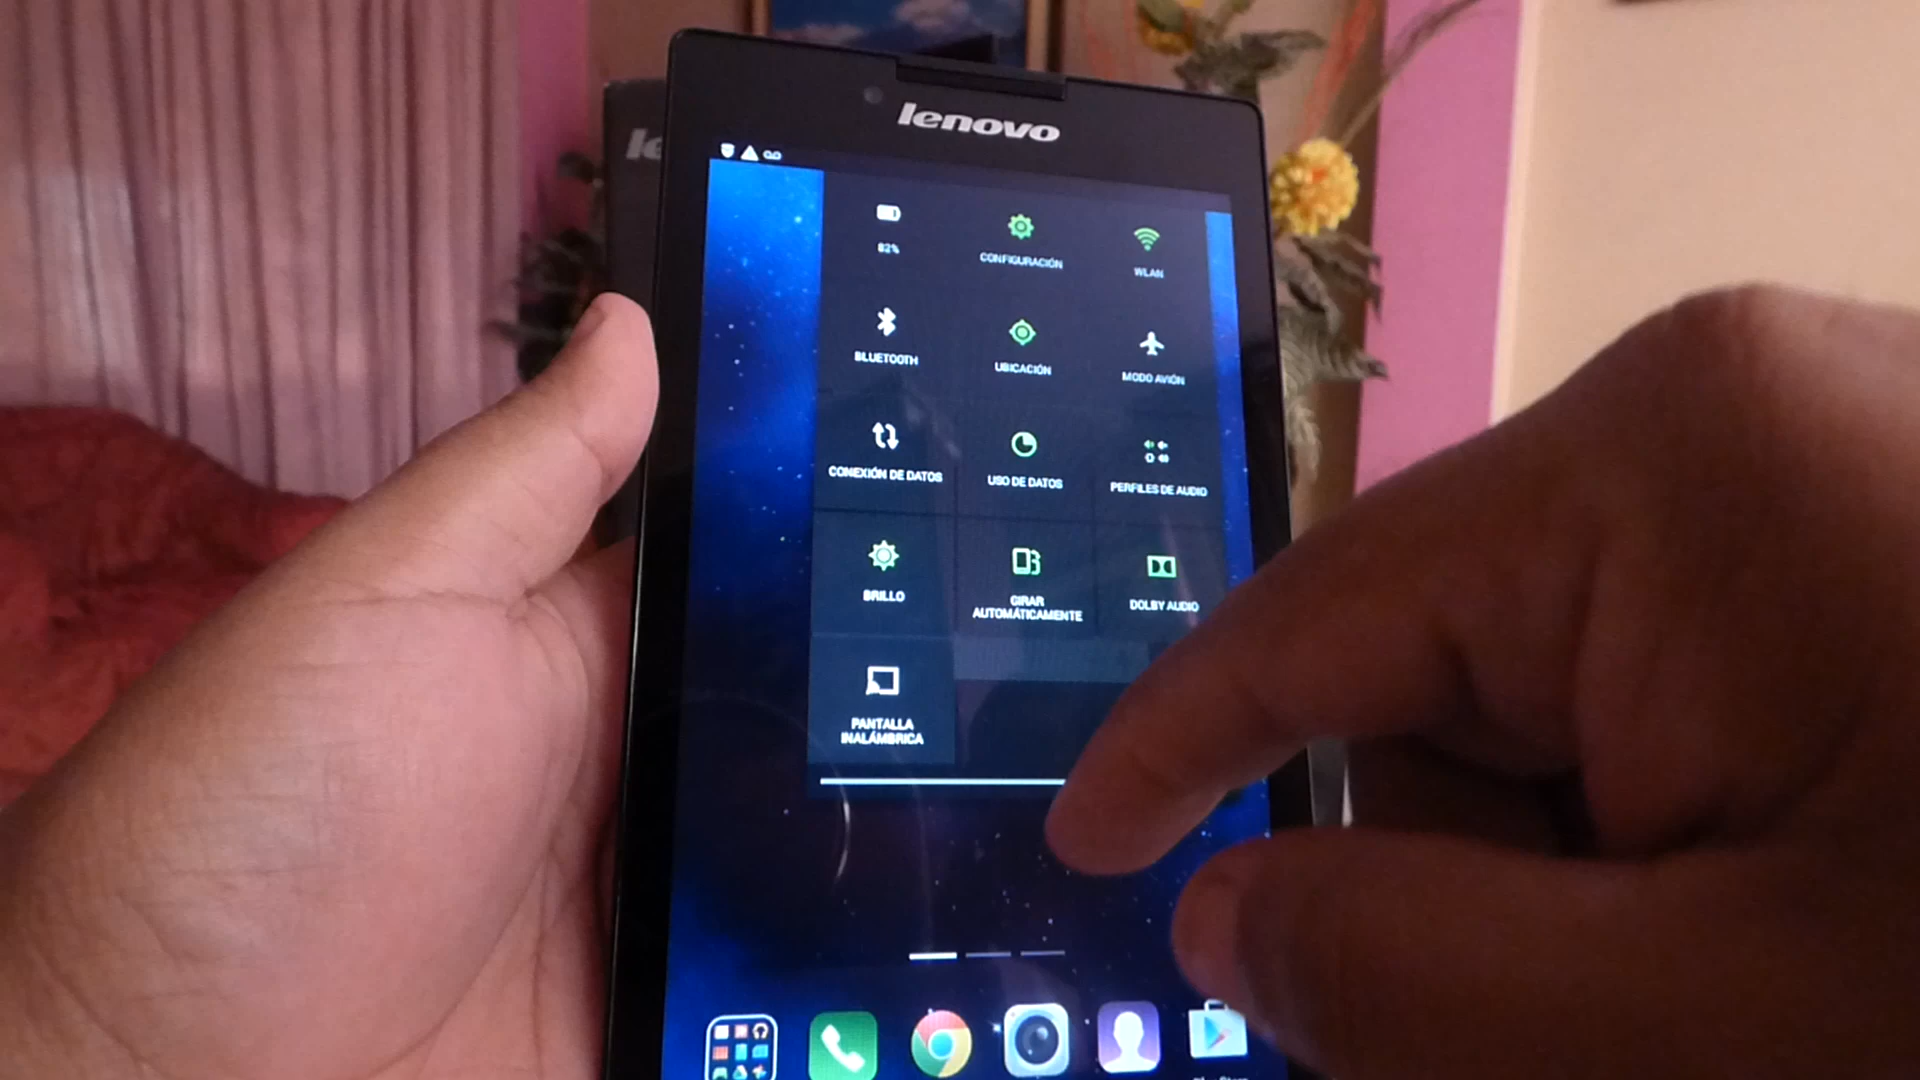 lenovo
le
82%
CONFIGURACIÓN
WLAN
BLUETOOTH
UBICACIÓN
MODO AVIÓN
CONEXIÓN DE DATOS
USO DE DATOS
PERFILES DE AUDIO
BRILLO
GIRAR
AUTOMÁTICAMENTE
DOLBY AUDIO
PANTALLA
INALÁMBRICA